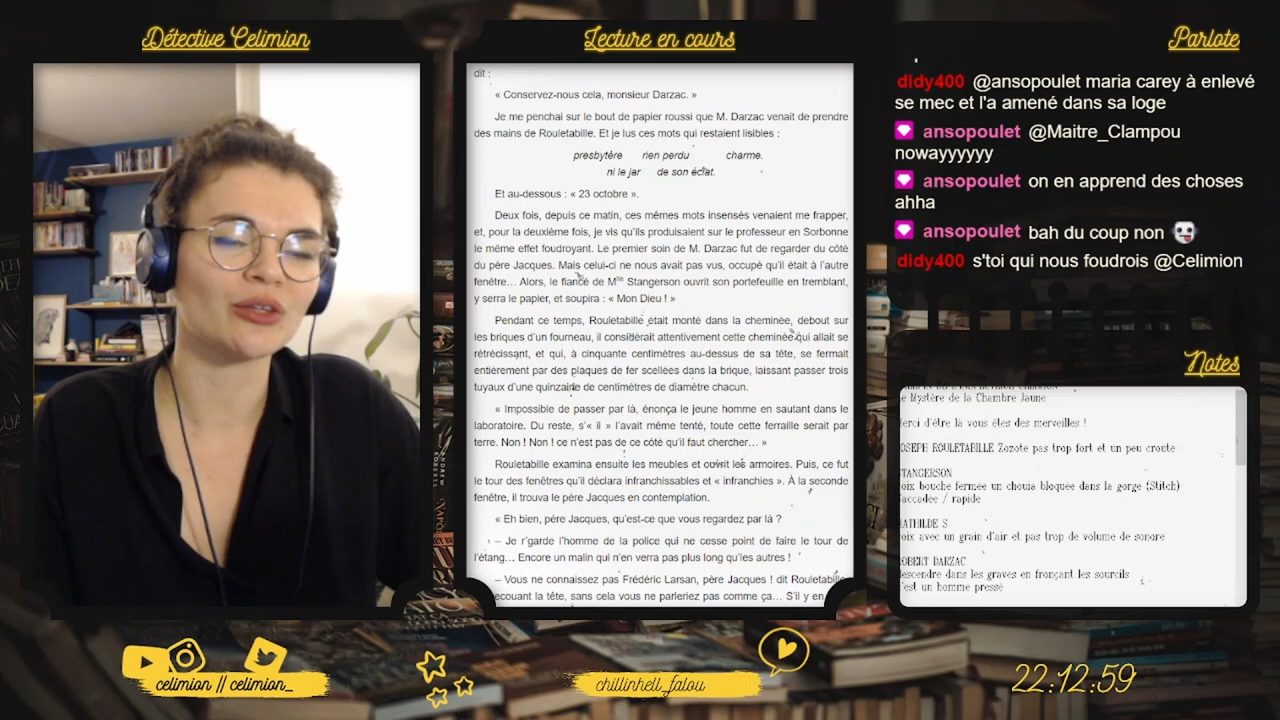 Détective Celimion
Lecture en cours
Parlote
dit :
« Conservez-nous cela, monsieur Darzac. »
Je me penchai sur le bout de papier roussi que M. Darzac venait de prendre
des mains de Rouletabille. Et je lus ces mots qui restaient lisibles :
presbytère rien perdu charme,
ni le jar de son éclat.
Et au-dessous : « 23 octobre ».
Deux fois, depuis ce matin, ces mêmes mots insensés venaient me frapper,
et, pour la deuxième fois, je vis qu'ils produisaient sur le professeur en Sorbonne
le même effet foudroyant. Le premier soin de M. Darzac fut de regarder du côté
du père Jacques. Mais celui-ci ne nous avait pas vus, occupé qu'il était à l'autre
fenêtre… Alors, le fiancé de Mlle Stangerson ouvrit son portefeuille en tremblant,
y serra le papier, et soupira : « Mon Dieu ! »
Pendant ce temps, Rouletabille était monté dans la cheminée, debout sur
les briques d'un fourneau, il considérait attentivement cette cheminée qui allait se
rétrécissant, et qui, à cinquante centimètres au-dessus de sa tête, se fermait
entièrement par des plaques de fer scellées dans la brique, laissant passer trois
tuyaux d'une quinzaine de centimètres de diamètre chacun.
« Impossible de passer par là, énonça le jeune homme en sautant dans le
laboratoire. Du reste, s'« il » l'avait même tenté, toute cette ferraille serait par
terre. Non ! Non ! ce n'est pas de ce côté qu'il faut chercher… »
Rouletabille examina ensuite les meubles et ouvrit les armoires. Puis, ce fut
le tour des fenêtres qu'il déclara infranchissables et « infranchies ». À la seconde
fenêtre, il trouva le père Jacques en contemplation.
« Eh bien, père Jacques, qu'est-ce que vous regardez par là ?
– Je r'garde l'homme de la police qui ne cesse point de faire le tour de
l'étang… Encore un malin qui n'en verra pas plus long qu'les autres !
– Vous ne connaissez pas Frédéric Larsan, père Jacques ! dit Rouletabille
ecouant la tête, sans cela vous ne parleriez pas comme ça… S'il y en
didy400 @ansopoulet maria carey à enlevé
se mec et l'a amené dans sa loge
ansopoulet @Maitre_Clampou
nowayyyyyy
ansopoulet on en apprend des choses
ahha
ansopoulet bah du coup non
didy400 s'toi qui nous foudrois @Celimion
Notes
e Mystère de la Chambre Jaune
erci d'être là vous êtes des merveilles !
OSEPH ROULETABILLE Zozote pas trop fort et un peu croute
TANGERSON
oix bouche fermée un chouia bloquée dans la gorge (Stitch)
accadée / rapide
ATHILDE S
oix avec un grain d'air et pas trop de volume de sonore
OBERT DARZAC
escendre dans les graves en fronçant les sourcils
'est un homme pressé
celimion // celimion_
chillinhell_falou
22:12:59